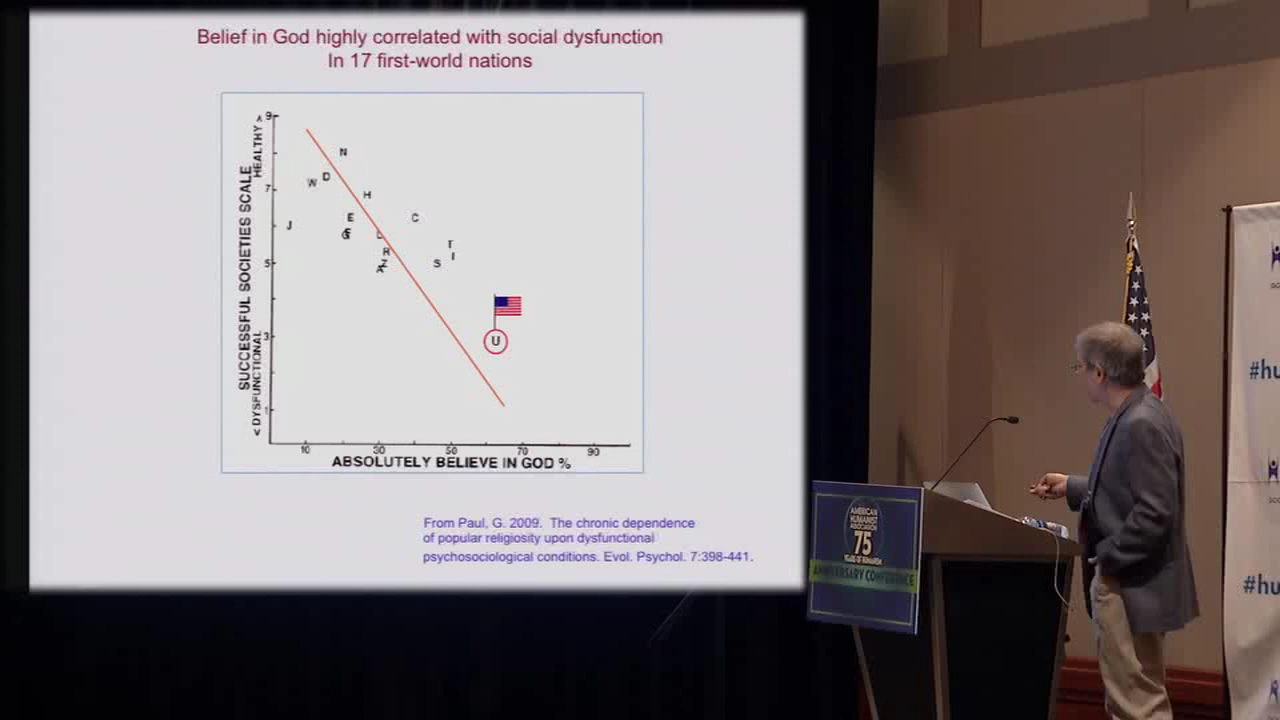 Belief in God highly correlated with social dysfunction
In 17 first-world nations
SUCCESSFUL SOCIETIES SCALE
< DYSFUNCTIONAL
HEALTHY >
9
7
5
3
1
N
D
W
H
J
E
C
G
R
Z
A
S
I
U
10
30
50
70
90
ABSOLUTELY BELIEVE IN GOD %
From Paul, G. 2009. The chronic dependence
of popular religiosity upon dysfunctional
psychosociological conditions. Evol. Psychol. 7:398-441.
AMERICAN
HUMANIST
ASSOCIATION
75
YEARS OF HUMANISM
ANNIVERSARY CONFERENCE
#hu
#hu